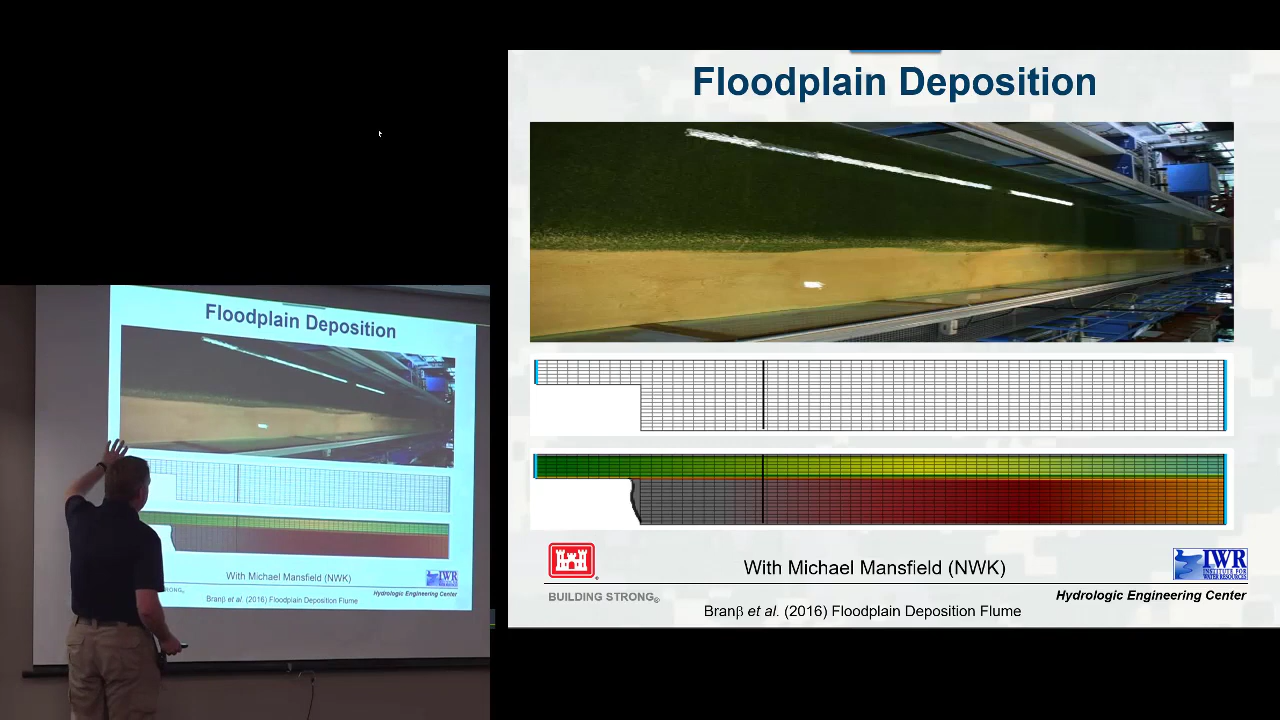 Floodplain Deposition
With Michael Mansfield (NWK)
BUILDING STRONG®
Branβ et al. (2016) Floodplain Deposition Flume
IWR
INSTITUTE FOR
WATER RESOURCES
Hydrologic Engineering Center
Floodplain Deposition
With Michael Mansfield (NWK)
IWR
Hydrologic Engineering Center
Branβ et al. (2016) Floodplain Deposition Flume